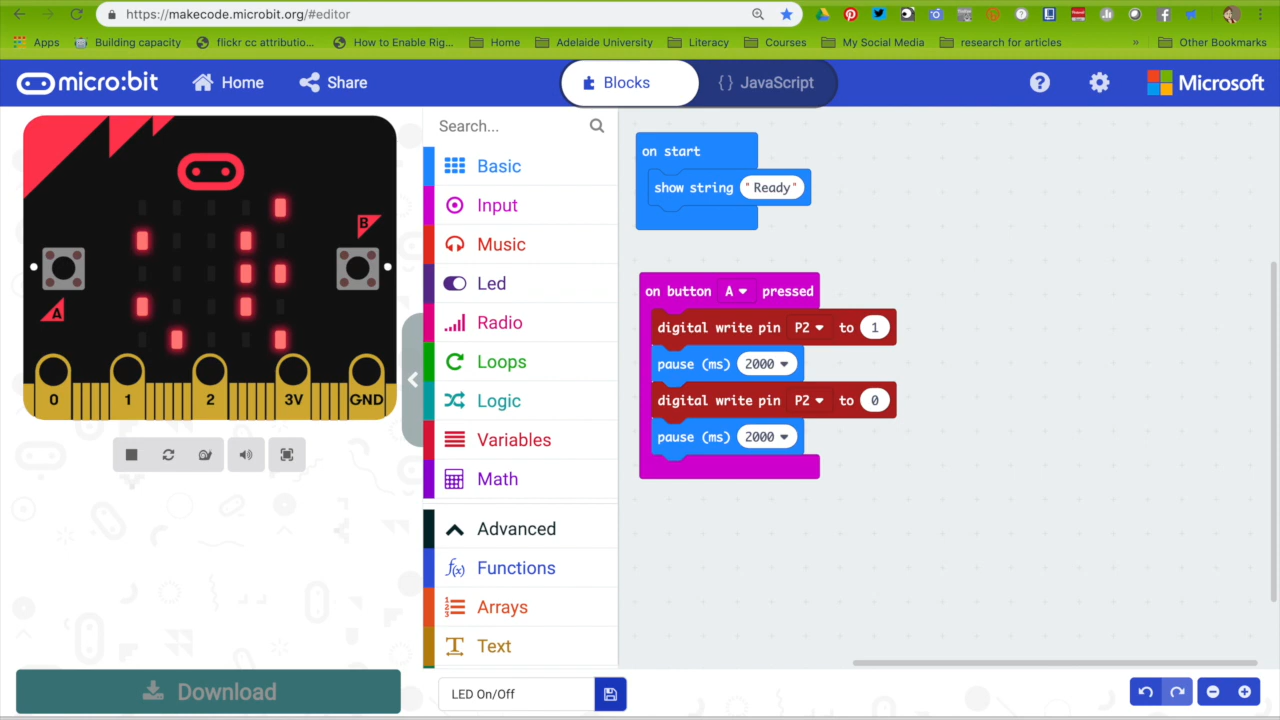 https://makecode.microbit.org/#editor
Apps Building capacity flickr cc attributio... How to Enable Rig... Home Adelaide University Literacy Courses My Social Media research for articles » Other Bookmarks
micro:bit Home Share Blocks {} JavaScript ? Microsoft
Search...
Basic
Input
Music
Led
Radio
Loops
Logic
Variables
Math
Advanced
f(x) Functions
Arrays
Text
B
A
0 1 2 3V GND
Download
LED On/Off
on start
show string "Ready"
on button A pressed
digital write pin P2 to 1
pause (ms) 2000
digital write pin P2 to 0
pause (ms) 2000